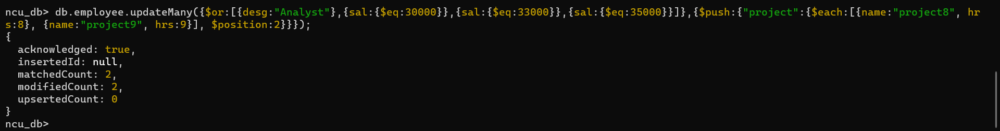 ncu_db> db.employee.updateMany({$or:[{desg:"Analyst"},{sal:{$eq:30000}},{sal:{$eq:33000}},{sal:{$eq:35000}}]},{$push:{"project":{$each:[{name:"project8", hr
s:8}, {name:"project9", hrs:9}], $position:2}}});
{
  acknowledged: true,
  insertedId: null,
  matchedCount: 2,
  modifiedCount: 2,
  upsertedCount: 0
}
ncu_db>